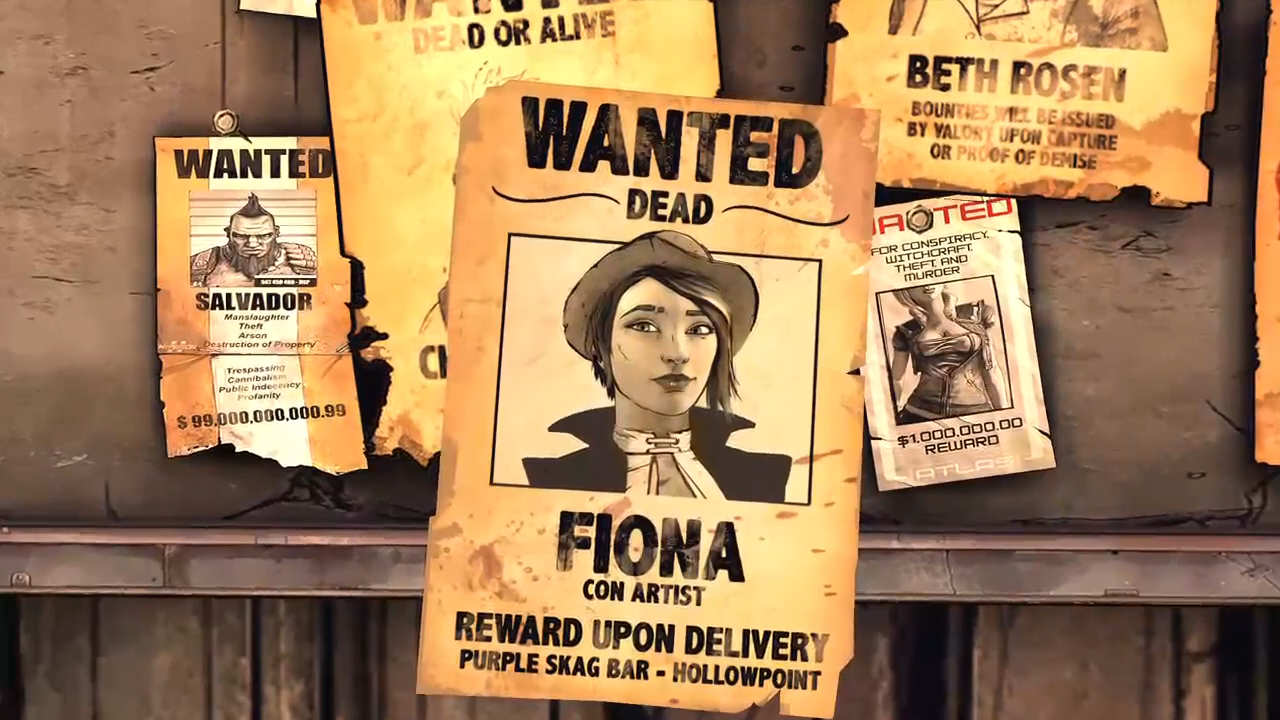 WANTED
DEAD OR ALIVE
BETH ROSEN
BOUNTIES WILL BE ISSUED
BY VALORY UPON CAPTURE
OR PROOF OF DEMISE
WANTED
SALVADOR
Manslaughter
Theft
Arson
Destruction of Property
HYPERION
Trespassing
Cannibalism
Public Indecency
Profanity
$ 99,000,000,000.99
CH
WANTED
DEAD
FIONA
CON ARTIST
REWARD UPON DELIVERY
PURPLE SKAG BAR - HOLLOWPOINT
FOR CONSPIRACY,
WITCHCRAFT,
THEFT, AND
MURDER
$1,000,000.00
REWARD
ATLAS